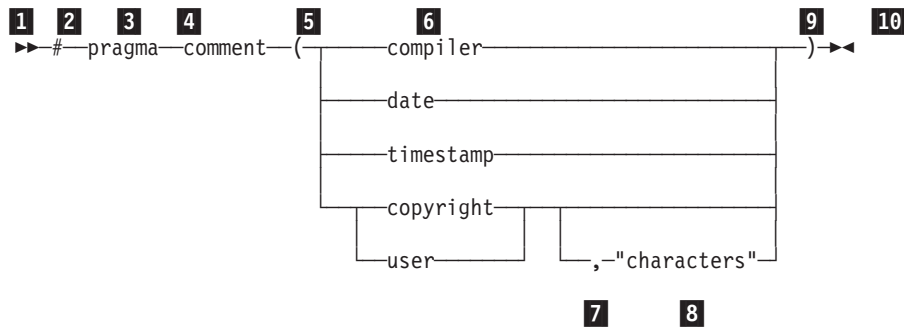 1 2 3 4 5 6 9 10
►►─#──pragma──comment──(────compiler────)─►◄
date
timestamp
copyright
user ,─"characters"
7 8